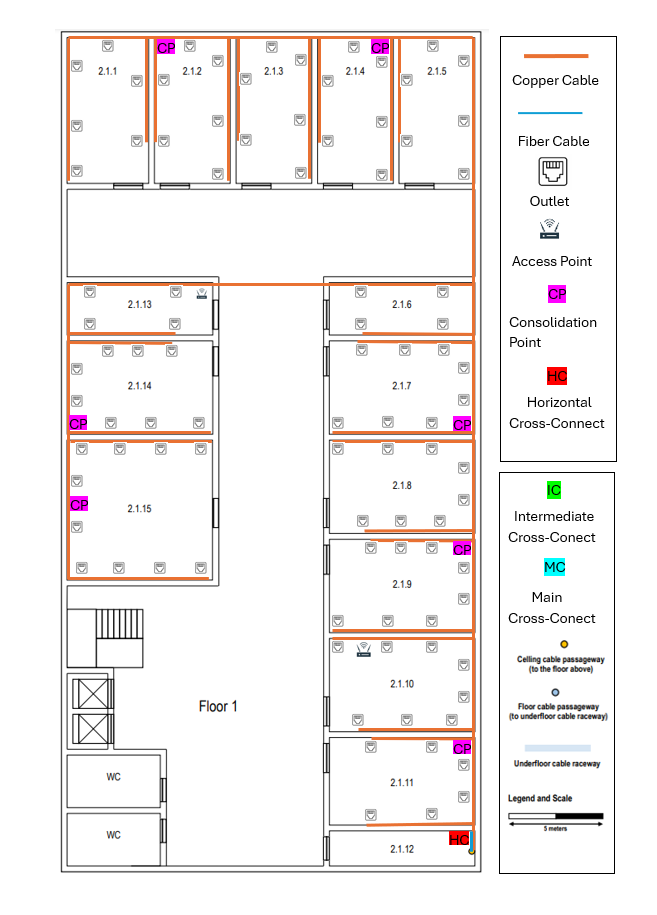 CP
CP
2.1.1
2.1.2
2.1.3
2.1.4
2.1.5
2.1.13
2.1.6
2.1.14
2.1.7
CP
CP
2.1.8
CP
2.1.15
CP
2.1.9
2.1.10
Floor 1
CP
WC
2.1.11
WC
HC
2.1.12
Copper Cable
Fiber Cable
Outlet
Access Point
CP
Consolidation
Point
HC
Horizontal
Cross-Connect
IC
Intermediate
Cross-Conect
MC
Main
Cross-Conect
Celling cable passageway
(to the floor above)
Floor cable passageway
(to underfloor cable raceway)
Underfloor cable raceway
Legend and Scale
5 meters